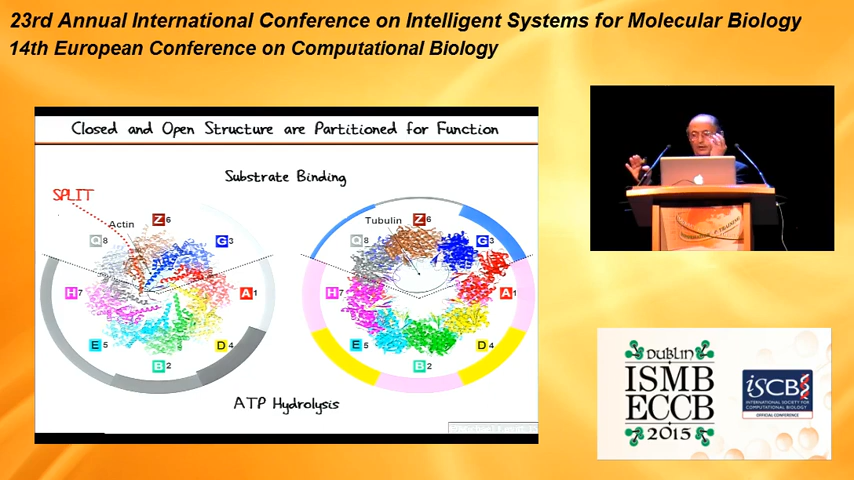 23rd Annual International Conference on Intelligent Systems for Molecular Biology
14th European Conference on Computational Biology
Closed and Open Structure are Partitioned for Function
Substrate Binding
SPLIT
Actin
Z 6
Q 8
G 3
H 7
A 1
E 5
D 4
B 2
Tubulin
Z 6
Q 8
G 3
H 7
A 1
E 5
D 4
B 2
ATP Hydrolysis
DUBLIN
ISMB
ECCB
2015
iSCB
INTERNATIONAL SOCIETY FOR
COMPUTATIONAL BIOLOGY
OFFICIAL CONFERENCE